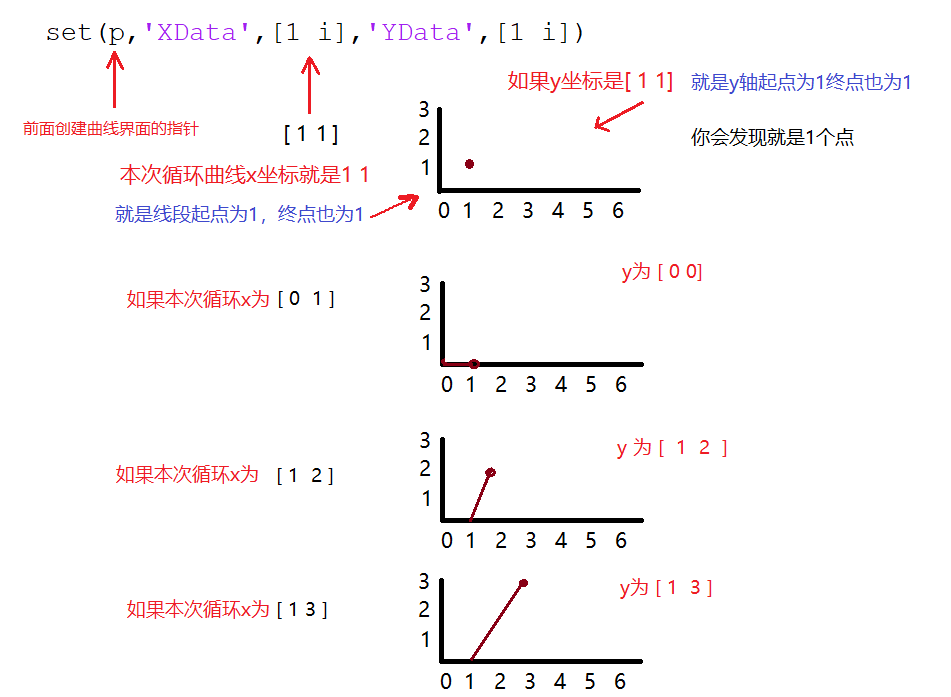 set(p,'XData',[1 i],'YData',[1 i])
如果y坐标是[ 1 1] 就是y轴起点为1终点也为1
前面创建曲线界面的指针
[ 1 1 ]
你会发现就是1个点
本次循环曲线x坐标就是1 1
就是线段起点为1，终点也为1
3
2
1
0 1 2 3 4 5 6
y为 [ 0 0]
如果本次循环x为 [ 0 1 ]
3
2
1
0 1 2 3 4 5 6
y 为 [ 1 2 ]
如果本次循环x为 [ 1 2 ]
3
2
1
0 1 2 3 4 5 6
y为 [ 1 3 ]
如果本次循环x为 [ 1 3 ]
3
2
1
0 1 2 3 4 5 6